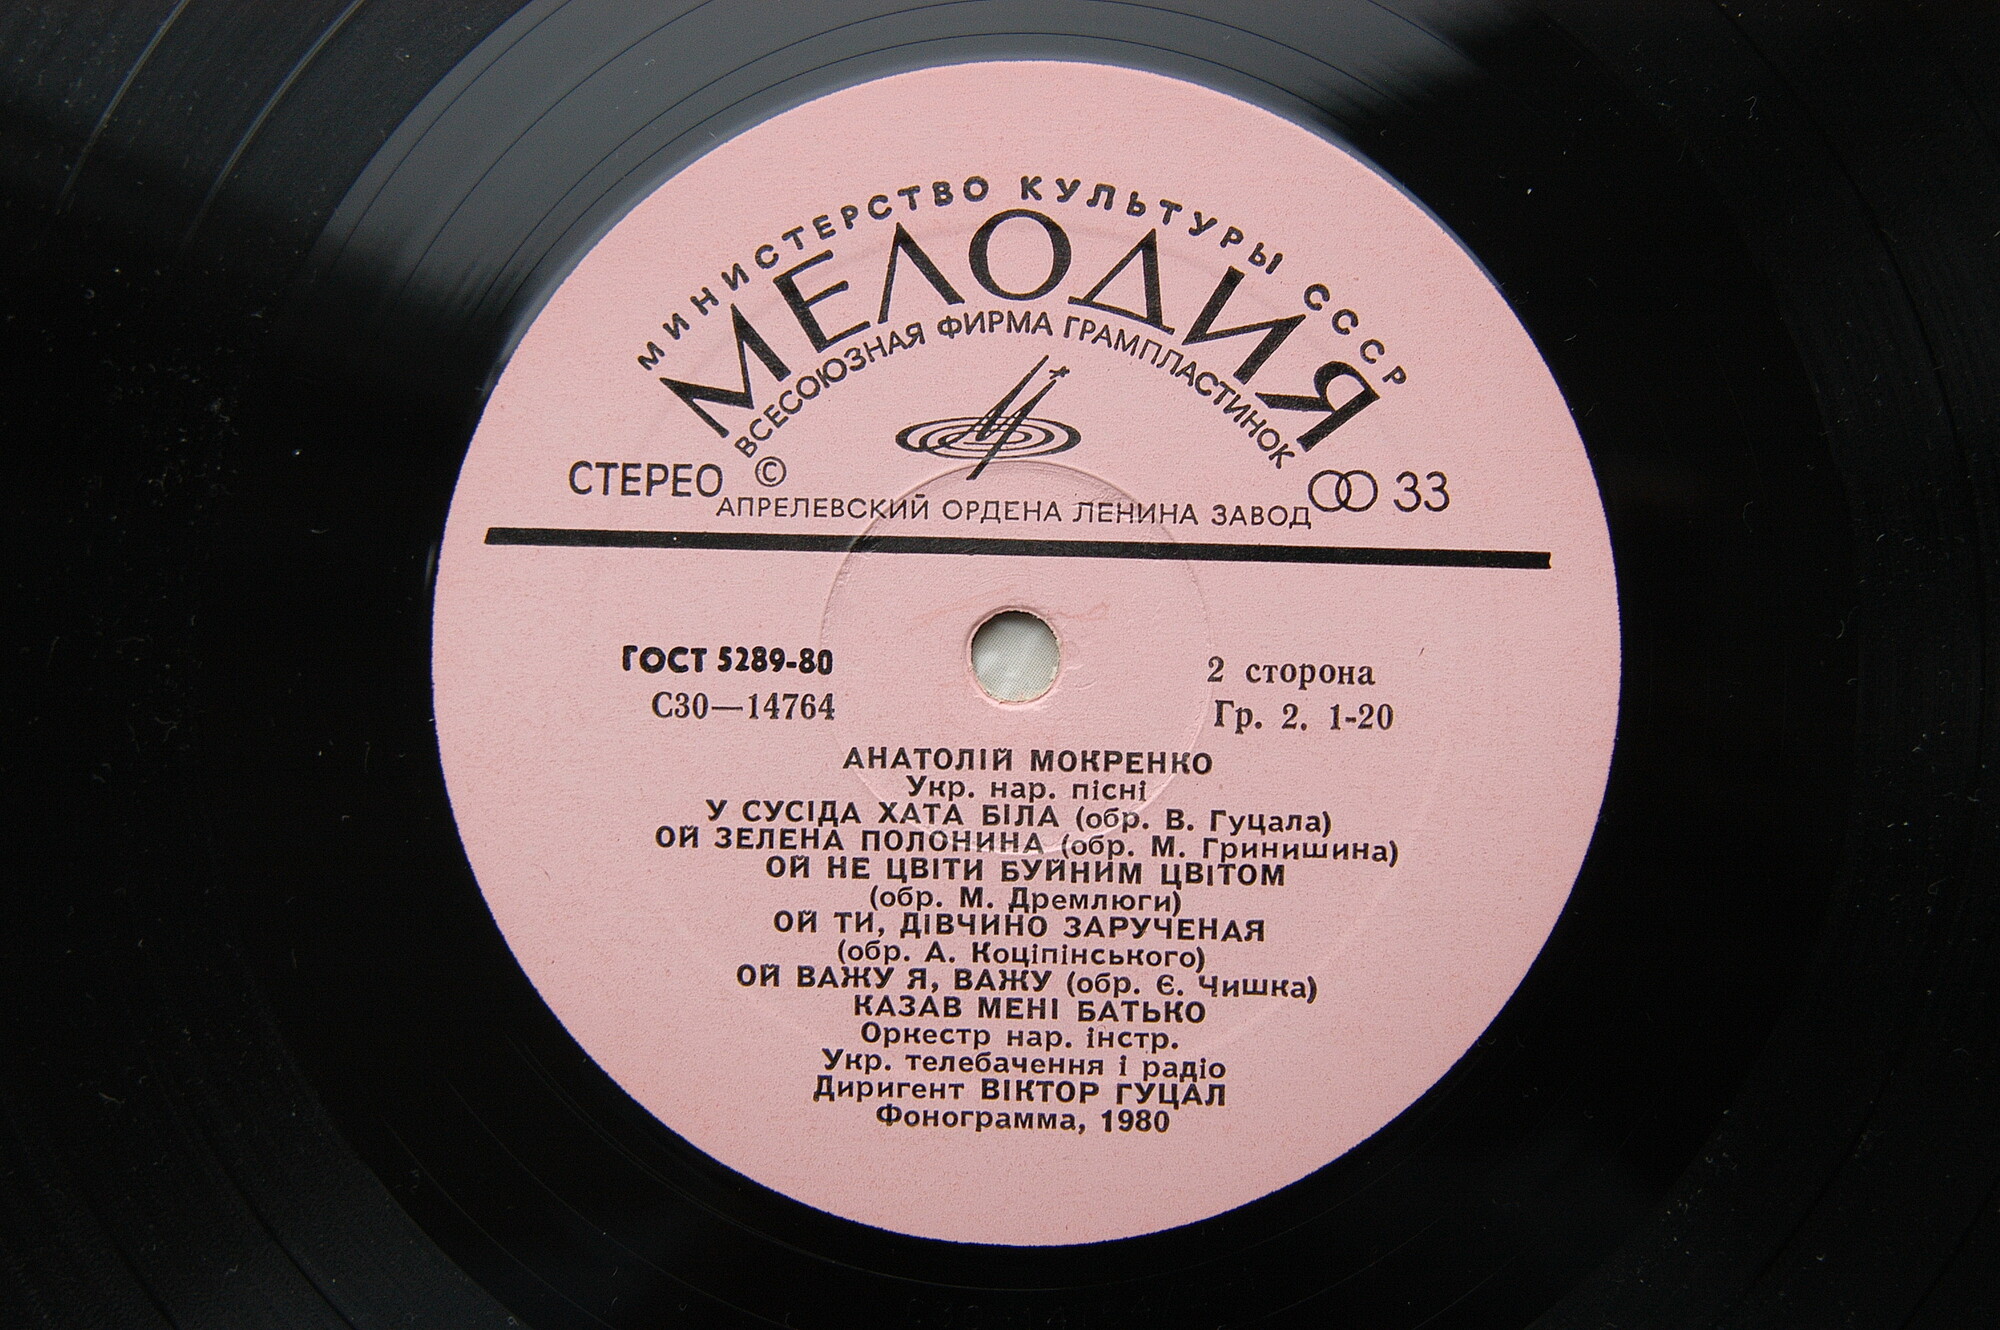 МИНИСТЕРСТВО КУЛЬТУРЫ СССР
МЕЛОДИЯ
ВСЕСОЮЗНАЯ ФИРМА ГРАМПЛАСТИНОК
СТЕРЕО © 33
АПРЕЛЕВСКИЙ ОРДЕНА ЛЕНИНА ЗАВОД
ГОСТ 5289-80
С30—14764
2 сторона
Гр. 2. 1-20
АНАТОЛІЙ МОКРЕНКО
Укр. нар. пісні
У СУСІДА ХАТА БІЛА (обр. В. Гуцала)
ОЙ ЗЕЛЕНА ПОЛОНИНА (обр. М. Гринишина)
ОЙ НЕ ЦВІТИ БУЙНИМ ЦВІТОМ
(обр. М. Дремлюги)
ОЙ ТИ, ДІВЧИНО ЗАРУЧЕНАЯ
(обр. А. Коціпінського)
ОЙ ВАЖУ Я, ВАЖУ (обр. Є. Чишка)
КАЗАВ МЕНІ БАТЬКО
Оркестр нар. інстр.
Укр. телебачення і радіо
Диригент ВІКТОР ГУЦАЛ
Фонограмма, 1980